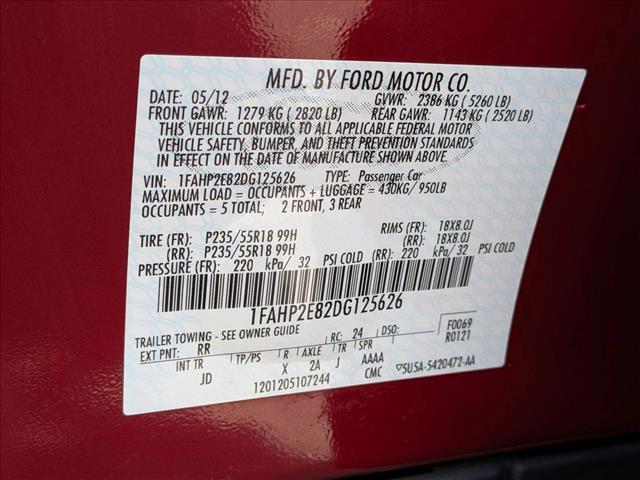 MFD. BY FORD MOTOR CO.
DATE: 05/12 GVWR: 2386 KG ( 5260 LB)
FRONT GAWR: 1279 KG ( 2820 LB) REAR GAWR: 1143 KG ( 2520 LB)
THIS VEHICLE CONFORMS TO ALL APPLICABLE FEDERAL MOTOR
VEHICLE SAFETY, BUMPER, AND THEFT PREVENTION STANDARDS
IN EFFECT ON THE DATE OF MANUFACTURE SHOWN ABOVE.
VIN: 1FAHP2E82DG125626 TYPE: Passenger Car
MAXIMUM LOAD = OCCUPANTS + LUGGAGE = 430KG/ 950LB
OCCUPANTS = 5 TOTAL; 2 FRONT, 3 REAR
TIRE (FR): P235/55R18 99H RIMS (FR): 18X8.0J
(RR): P235/55R18 99H (RR): 18X8.0J
PRESSURE (FR): 220 kPa/ 32 PSI COLD (RR): 220 kPa/ 32 PSI COLD
1FAHP2E82DG125626
TRAILER TOWING - SEE OWNER GUIDE F0069
EXT PNT: RR RC: 24 DSO: R0121
INT TR TP/PS R AXLE TR SPR
JD X 2A J AAAA
1201205107244 CMC 5U5A-5420472-AA